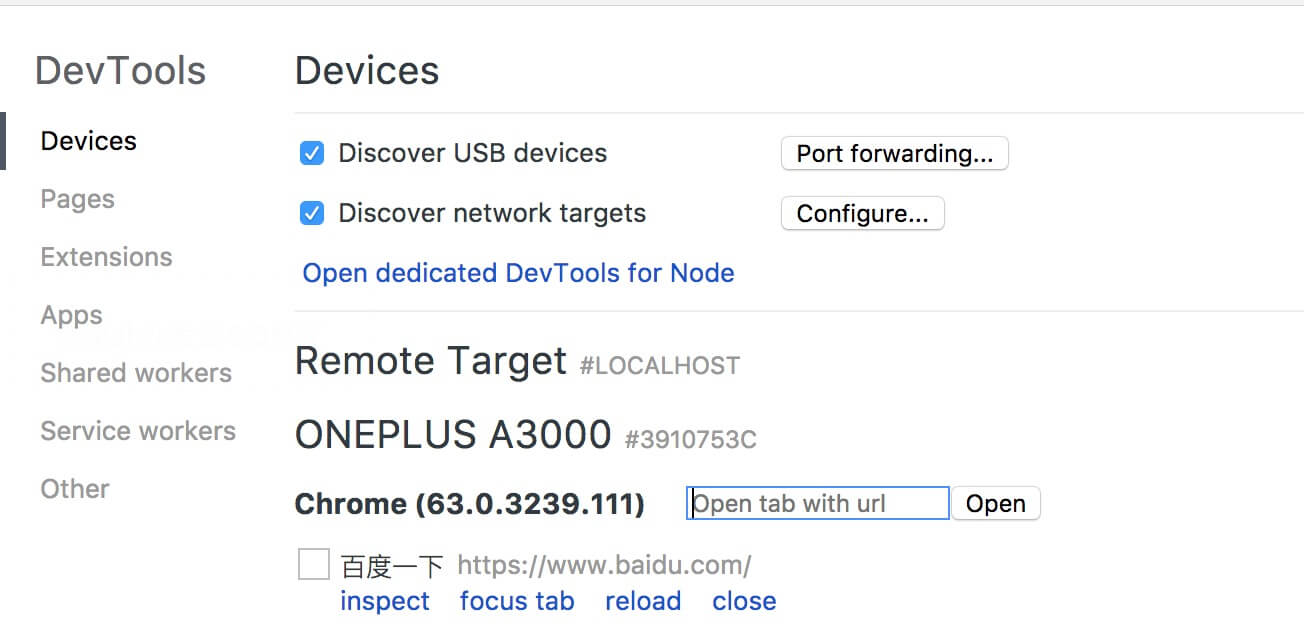 DevTools
Devices
Pages
Extensions
Apps
Shared workers
Service workers
Other
Devices
Discover USB devices Port forwarding...
Discover network targets Configure...
Open dedicated DevTools for Node
Remote Target #LOCALHOST
ONEPLUS A3000 #3910753C
Chrome (63.0.3239.111) Open tab with url Open
百度一下 https://www.baidu.com/
inspect focus tab reload close